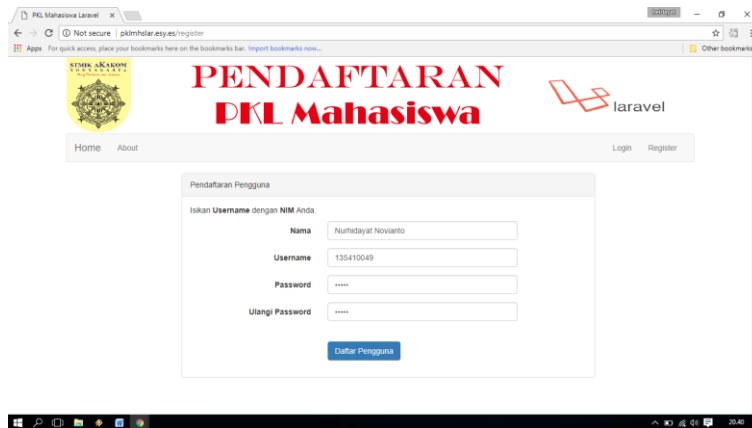 PKL Mahasiswa Laravel
Not secure | pklmhslar.esy.es/register
Apps For quick access, place your bookmarks here on the bookmarks bar. Import bookmarks now... Other bookmarks
STMIK AKAKOM
YOGYAKARTA
PENDAFTARAN
PKL Mahasiswa
laravel
Home About Login Register
Pendaftaran Pengguna
Isikan Username dengan NIM Anda.
Nama Nurhidayat Novianto
Username 135410049
Password •••••
Ulangi Password •••••
Daftar Pengguna
20.40